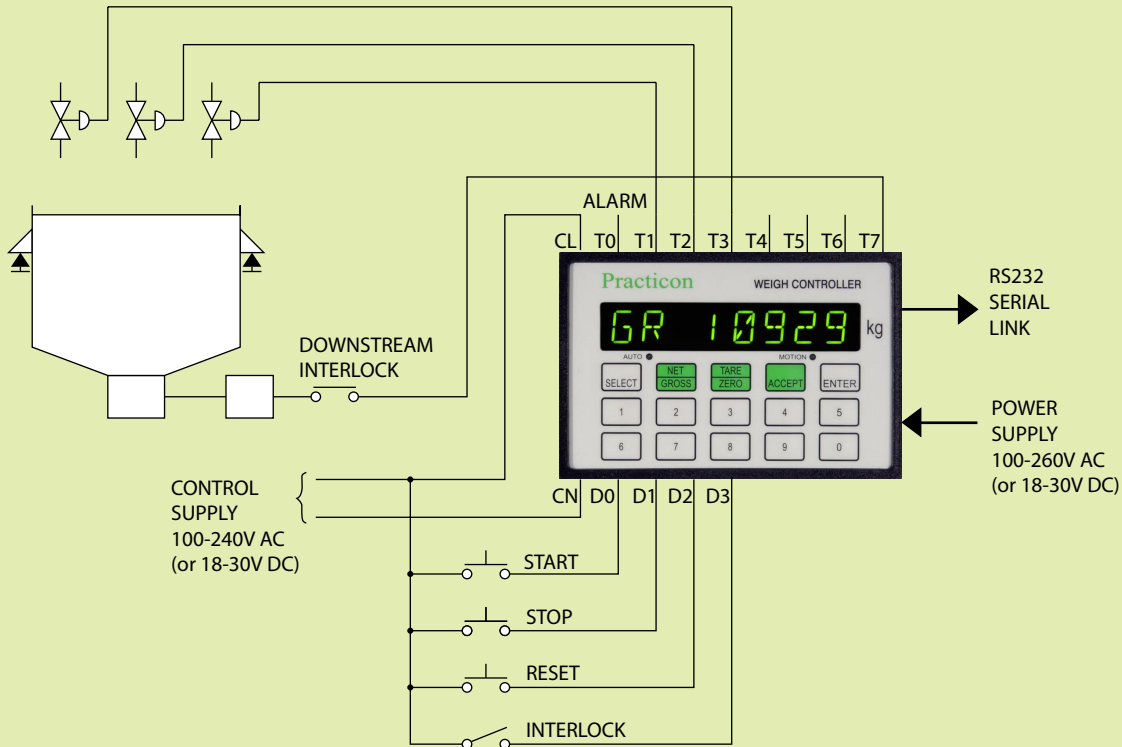 ALARM
CL T0 T1 T2 T3 T4 T5 T6 T7
Practicon WEIGH CONTROLLER
GR 10929 kg
AUTO MOTION
SELECT NET GROSS TARE ZERO ACCEPT ENTER
1 2 3 4 5
6 7 8 9 0
CN D0 D1 D2 D3
RS232
SERIAL
LINK
POWER
SUPPLY
100-260V AC
(or 18-30V DC)
DOWNSTREAM
INTERLOCK
CONTROL
SUPPLY
100-240V AC
(or 18-30V DC)
START
STOP
RESET
INTERLOCK